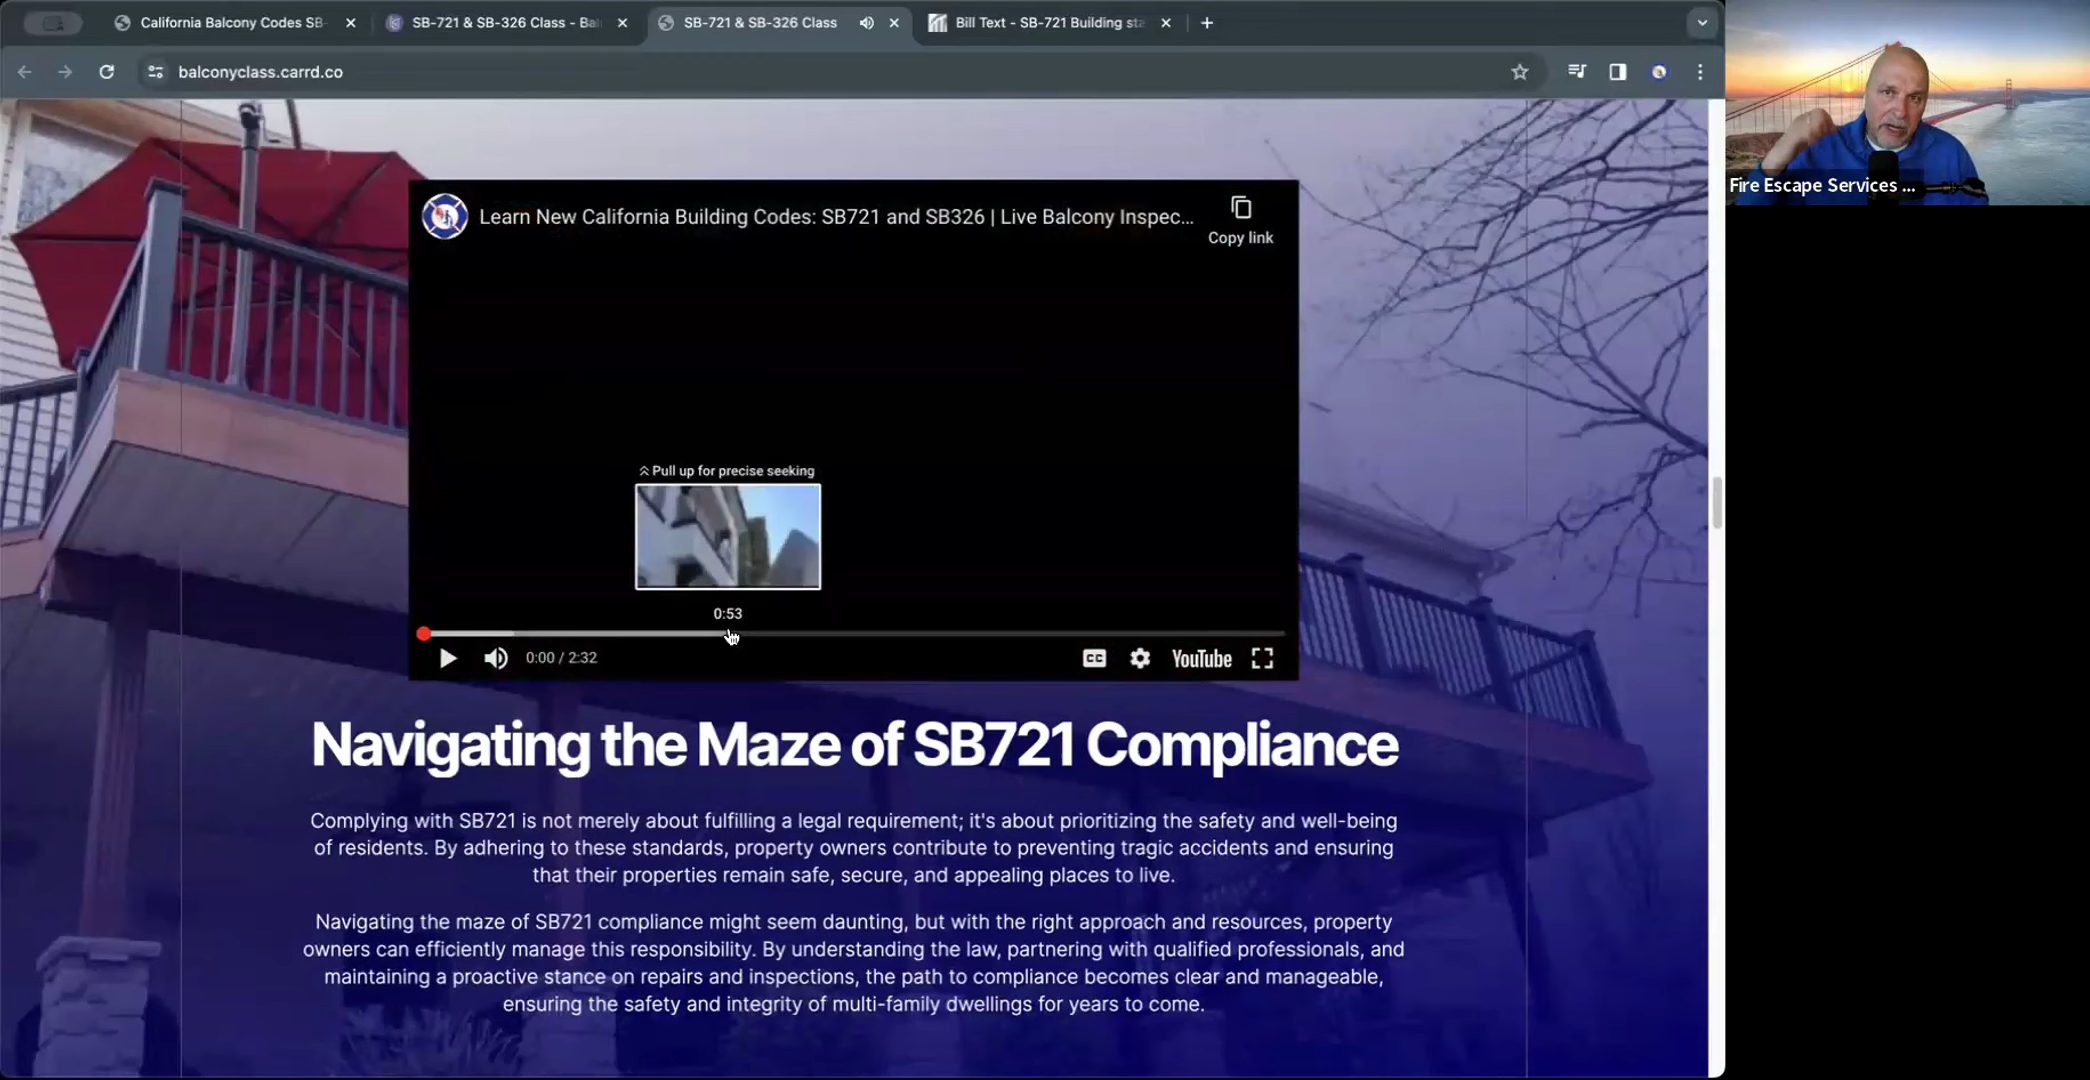 California Balcony Codes SB-
SB-721 & SB-326 Class - Bal
SB-721 & SB-326 Class
Bill Text - SB-721 Building sta
balconyclass.carrd.co
Fire Escape Services ...
Learn New California Building Codes: SB721 and SB326 | Live Balcony Inspec...
Copy link
Pull up for precise seeking
0:53
0:00 / 2:32
CC
YouTube
Navigating the Maze of SB721 Compliance
Complying with SB721 is not merely about fulfilling a legal requirement; it's about prioritizing the safety and well-being
of residents. By adhering to these standards, property owners contribute to preventing tragic accidents and ensuring
that their properties remain safe, secure, and appealing places to live.
Navigating the maze of SB721 compliance might seem daunting, but with the right approach and resources, property
owners can efficiently manage this responsibility. By understanding the law, partnering with qualified professionals, and
maintaining a proactive stance on repairs and inspections, the path to compliance becomes clear and manageable,
ensuring the safety and integrity of multi-family dwellings for years to come.